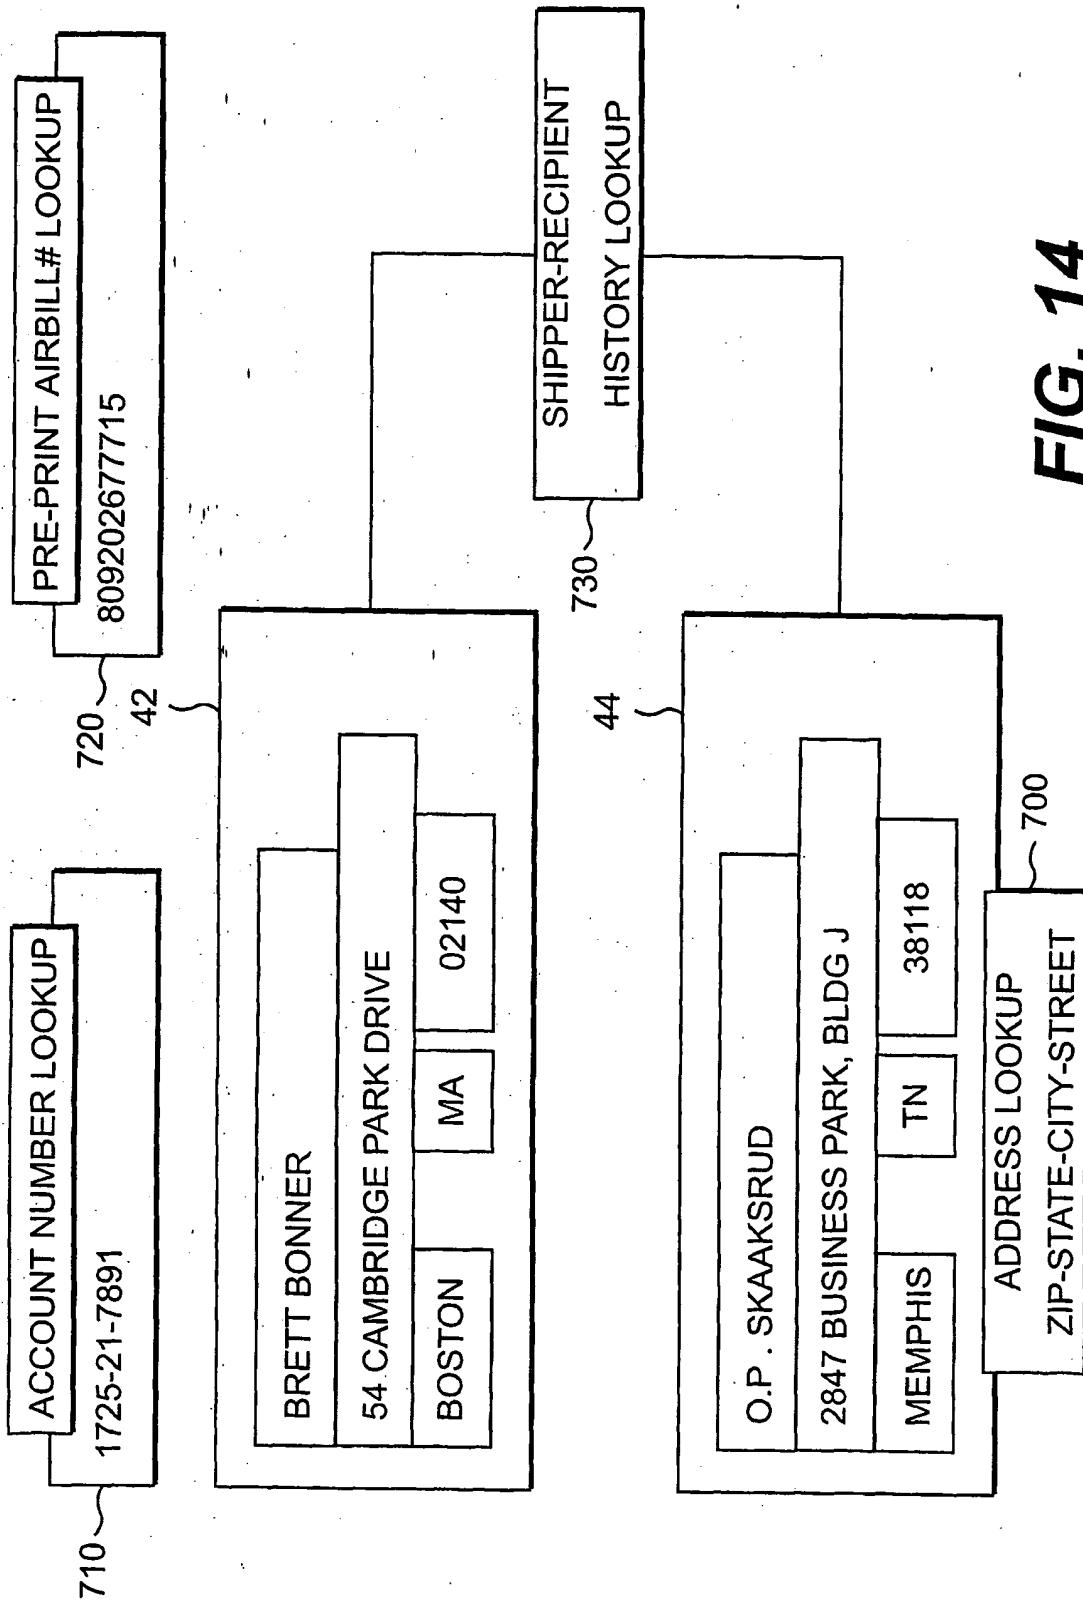 ACCOUNT NUMBER LOOKUP
1725-21-7891
710
PRE-PRINT AIRBILL# LOOKUP
809202677715
720
42
BRETT BONNER
54 CAMBRIDGE PARK DRIVE
BOSTON MA 02140
SHIPPER-RECIPIENT
HISTORY LOOKUP
730
44
O.P . SKAAKSRUD
2847 BUSINESS PARK, BLDG J
MEMPHIS TN 38118
700
ADDRESS LOOKUP
ZIP-STATE-CITY-STREET
FIG. 14